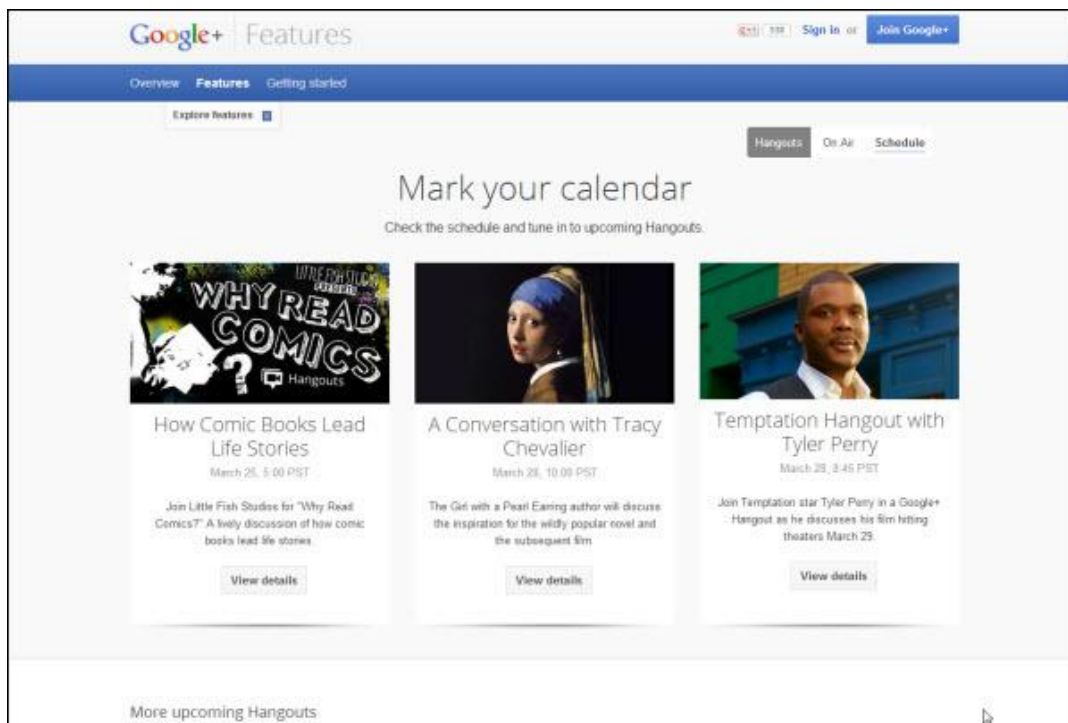 Google+ Features
Sign in or Join Google+
Overview Features Getting started
Explore features
Hangouts On Air Schedule
Mark your calendar
Check the schedule and tune in to upcoming Hangouts.
LITTLE FISH STUDIOS
PRESENTS
WHY READ
COMICS
?
Hangouts
How Comic Books Lead
Life Stories
March 25, 5:00 PST
Join Little Fish Studios for "Why Read
Comics?" A lively discussion of how comic
books lead life stories.
View details
A Conversation with Tracy
Chevalier
March 28, 10:00 PST
The Girl with a Pearl Earring author will discuss
the inspiration for the wildly popular novel and
the subsequent film
View details
Temptation Hangout with
Tyler Perry
March 28, 8:45 PST
Join Temptation star Tyler Perry in a Google+
Hangout as he discusses his film hitting
theaters March 29.
View details
More upcoming Hangouts